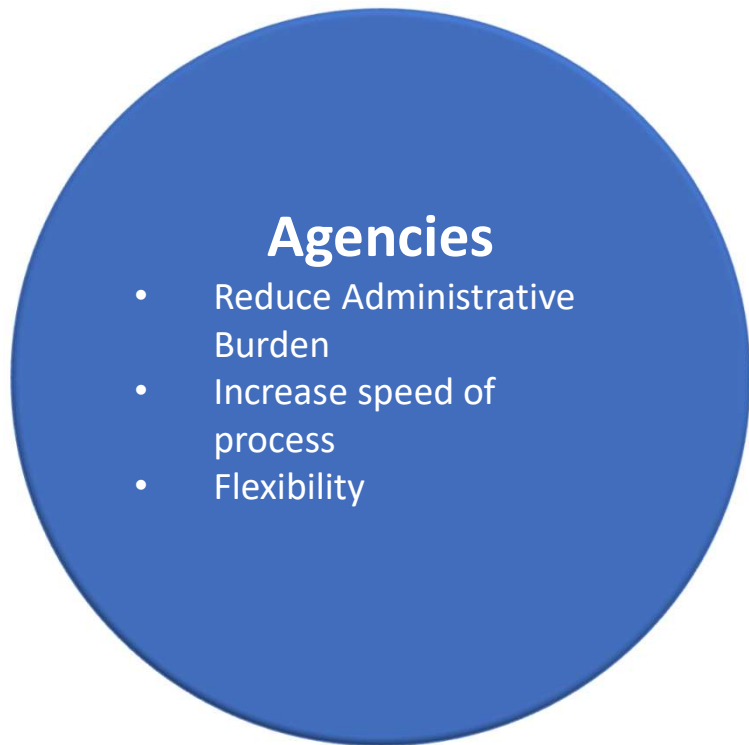 Agencies
• Reduce Administrative
Burden
• Increase speed of
process
• Flexibility